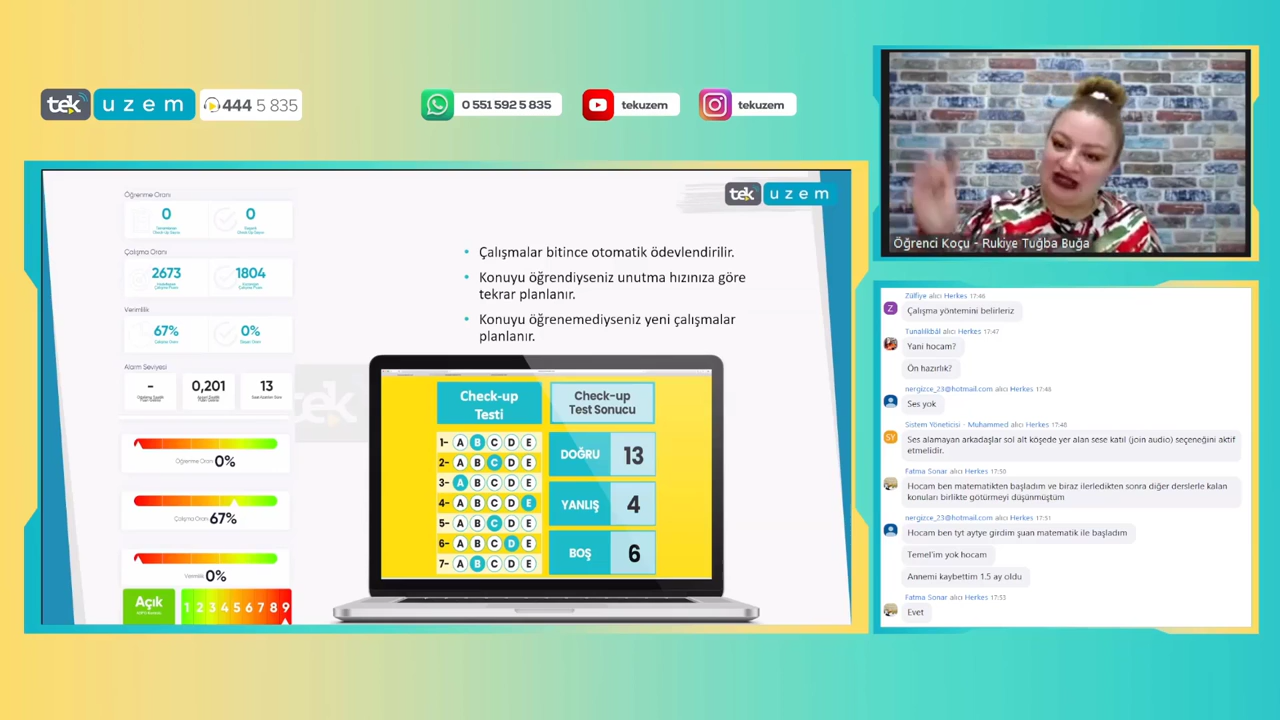 tek uzem 444 5 835
0 551 592 5 835
tekuzem
tekuzem
tek uzem
Öğrenme Oranı
0 0
Çalışma Oranı
2673 1804
Verimlilik
67% 0%
Alarm Seviyesi
- 0,201 13
Öğrenme Oranı 0%
Çalışma Oranı 67%
Verimlilik 0%
Açık
1 2 3 4 5 6 7 8 9
• Çalışmalar bitince otomatik ödevlendirilir.
• Konuyu öğrendiyseniz unutma hızınıza göre
tekrar planlanır.
• Konuyu öğrenemediyseniz yeni çalışmalar
planlanır.
tek
Check-up
Testi
1- A B C D E
2- A B C D E
3- A B C D E
4- A B C D E
5- A B C D E
6- A B C D E
7- A B C D E
Check-up
Test Sonucu
DOĞRU 13
YANLIŞ 4
BOŞ 6
Öğrenci Koçu - Rukiye Tuğba Buğa
Zülfiye alıcı Herkes 17:46
Z
Çalışma yöntemini belirleriz
Tunalıikbâl alıcı Herkes 17:47
Yani hocam?
Ön hazırlık?
nergizce_23@hotmail.com alıcı Herkes 17:48
Ses yok
Sistem Yöneticisi - Muhammed alıcı Herkes 17:48
SY
Ses alamayan arkadaşlar sol alt köşede yer alan sese katıl (join audio) seçeneğini aktif
etmelidir.
Fatma Sonar alıcı Herkes 17:50
Hocam ben matematikten başladım ve biraz ilerledikten sonra diğer derslerle kalan
konuları birlikte götürmeyi düşünmüştüm
nergizce_23@hotmail.com alıcı Herkes 17:51
Hocam ben tyt aytye girdim şuan matematik ile başladım
Temel'im yok hocam
Annemi kaybettim 1.5 ay oldu
Fatma Sonar alıcı Herkes 17:53
Evet